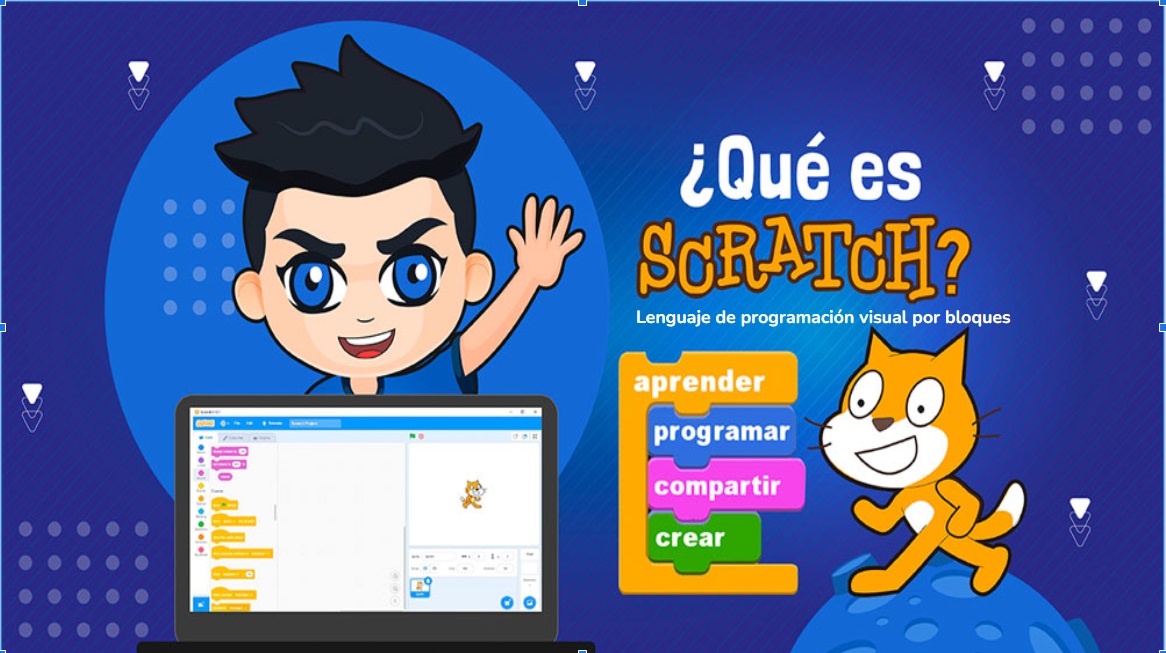 ¿Qué es
SCRATCH?
Lenguaje de programación visual por bloques
aprender
programar
compartir
crear